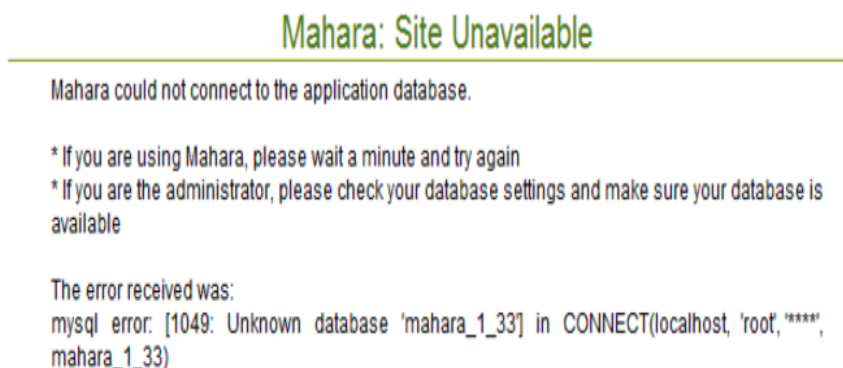 Mahara: Site Unavailable
Mahara could not connect to the application database.
* If you are using Mahara, please wait a minute and try again
* If you are the administrator, please check your database settings and make sure your database is
available
The error received was:
mysql error: [1049: Unknown database 'mahara_1_33'] in CONNECT(localhost, 'root', '****',
mahara_1_33)